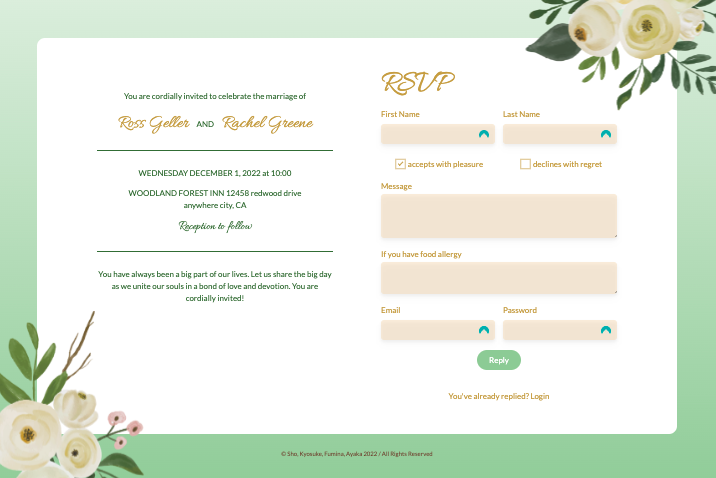 You are cordially invited to celebrate the marriage of
Ross Geller AND Rachel Greene
WEDNESDAY DECEMBER 1, 2022 at 10:00
WOODLAND FOREST INN 12458 redwood drive
anywhere city, CA
Reception to follow
You have always been a big part of our lives. Let us share the big day
as we unite our souls in a bond of love and devotion. You are
cordially invited!
RSVP
First Name
Last Name
accepts with pleasure
declines with regret
Message
If you have food allergy
Email
Password
Reply
You've already replied? Login
© Sho, Kyosuke, Fumina, Ayaka 2022 / All Rights Reserved